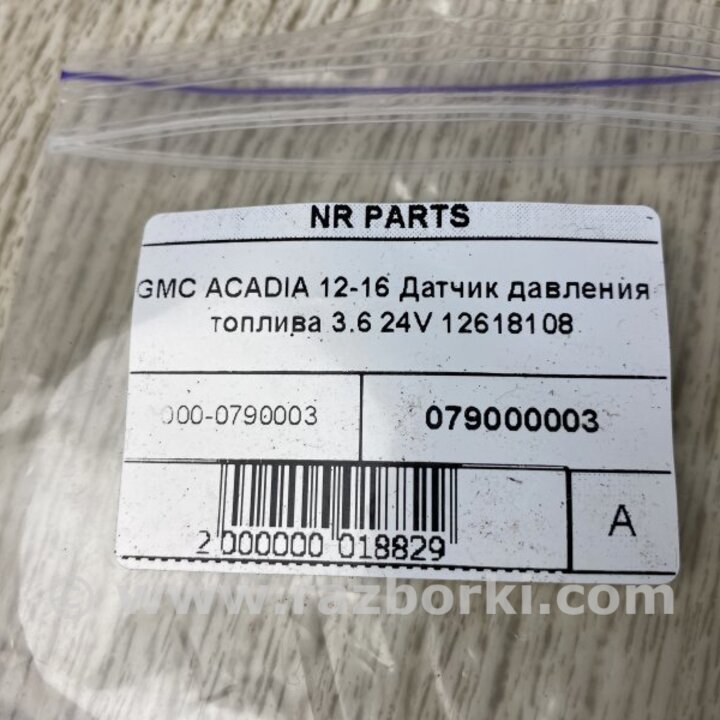 NR PARTS
GMC ACADIA 12-16 Датчик давления
топлива 3.6 24V 12618108
000-0790003
079000003
2 000000 018829
A
© www.razborki.com